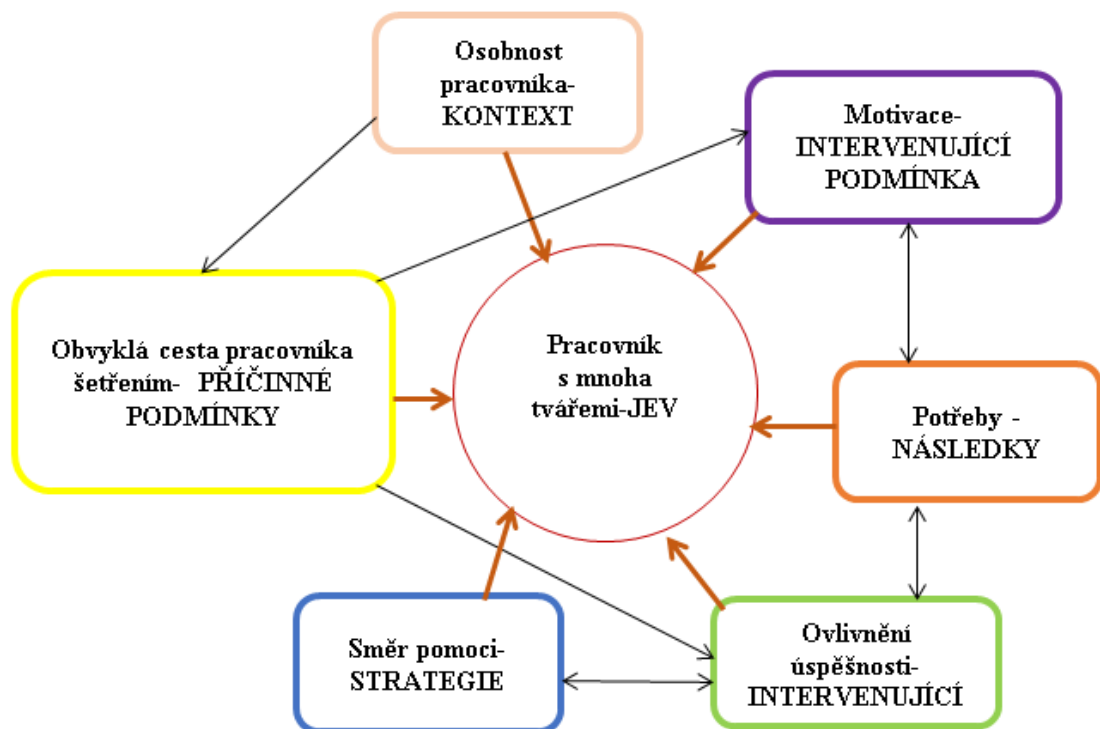 Osobnost
pracovníka-
KONTEXT
Motivace-
INTERVENUJÍCÍ
PODMÍNKA
Obvyklá cesta pracovníka
šetřením- PŘÍČINNÉ
PODMÍNKY
Pracovník
s mnoha
tvářemi-JEV
Potřeby -
NÁSLEDKY
Směr pomoci-
STRATEGIE
Ovlivnění
úspěšnosti-
INTERVENUJÍCÍ